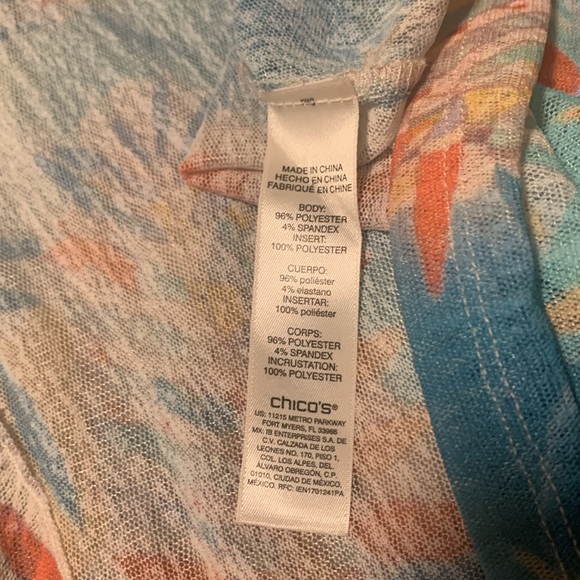 MADE IN CHINA
HECHO EN CHINA
FABRIQUÉ EN CHINE
BODY:
96% POLYESTER
4% SPANDEX
INSERT:
100% POLYESTER
CUERPO:
96% poliéster
4% elastano
INSERTAR:
100% poliéster
CORPS:
96% POLYESTER
4% SPANDEX
INCRUSTATION:
100% POLYESTER
chico's®
US: 11215 METRO PARKWAY
FORT MYERS, FL 33966
MX: IB ENTERPRISES S.A. DE
C.V. CALZADA DE LOS
LEONES NO. 170, PISO 1,
COL. LOS ALPES, DEL.
ÁLVARO OBREGÓN, C.P.
01010, CIUDAD DE MÉXICO,
MÉXICO. RFC: IEN1701241PA